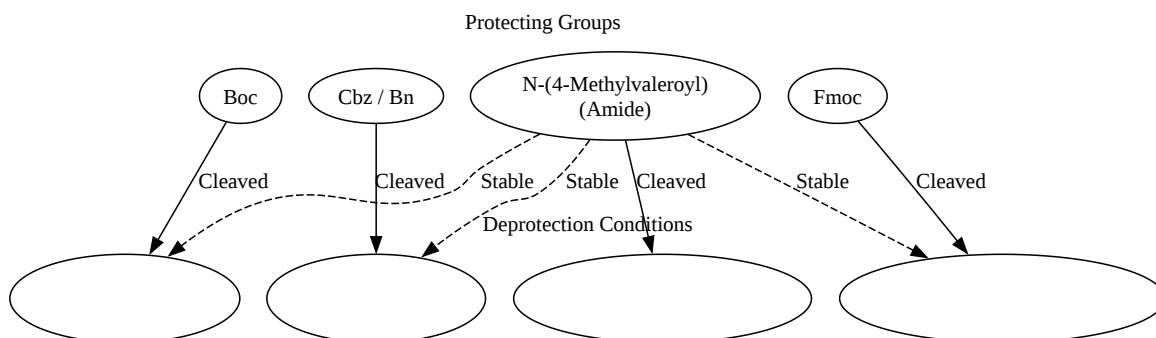 Protecting Groups
Boc
Cbz / Bn
N-(4-Methylvaleroyl)
(Amide)
Fmoc
Cleaved
Cleaved
Stable
Stable
Cleaved
Stable
Cleaved
Deprotection Conditions